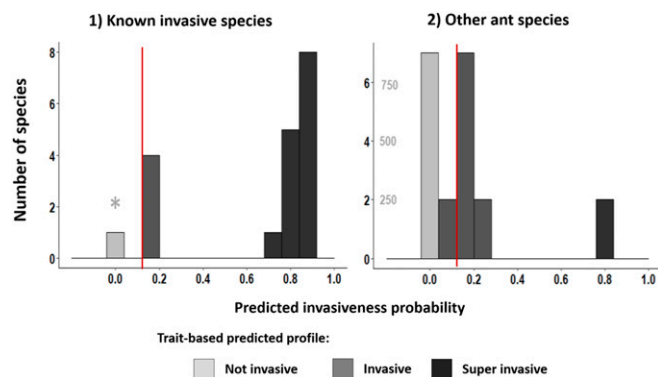 1) Known invasive species
2) Other ant species
Number of species
8
6
4
2
0
*
0.0 0.2 0.4 0.6 0.8 1.0
6
4
2
0
750
500
250
0.0 0.2 0.4 0.6 0.8 1.0
Predicted invasiveness probability
Trait-based predicted profile:
Not invasive Invasive Super invasive